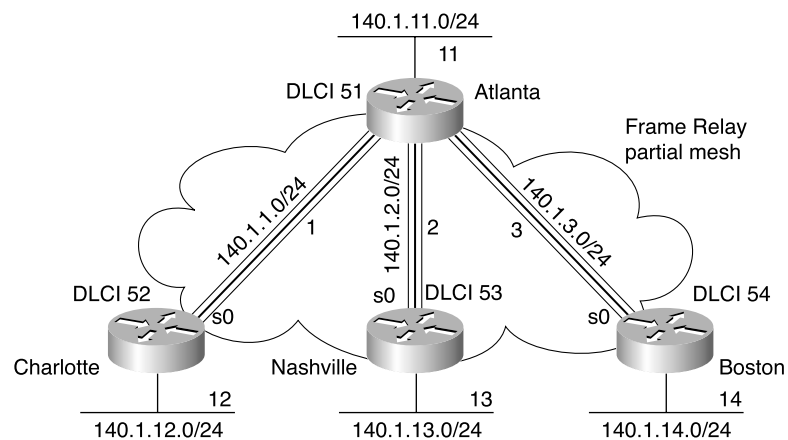 140.1.11.0/24
11
DLCI 51
Atlanta
Frame Relay
partial mesh
140.1.1.0/24
140.1.2.0/24
140.1.3.0/24
1
2
3
DLCI 52
s0
s0
DLCI 53
s0
DLCI 54
Charlotte
Nashville
Boston
12
13
14
140.1.12.0/24
140.1.13.0/24
140.1.14.0/24